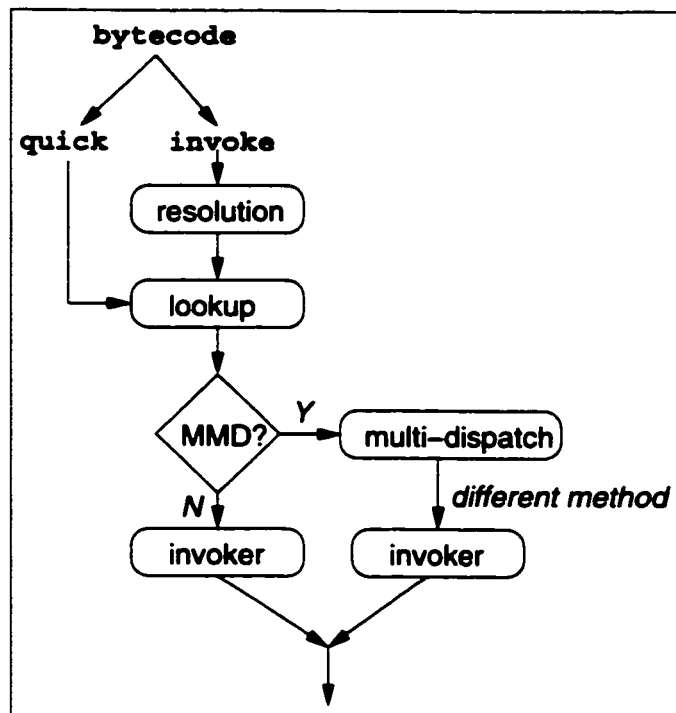 bytecode
quick invoke
resolution
lookup
MMD?
Y
multi-dispatch
different method
N
invoker
invoker